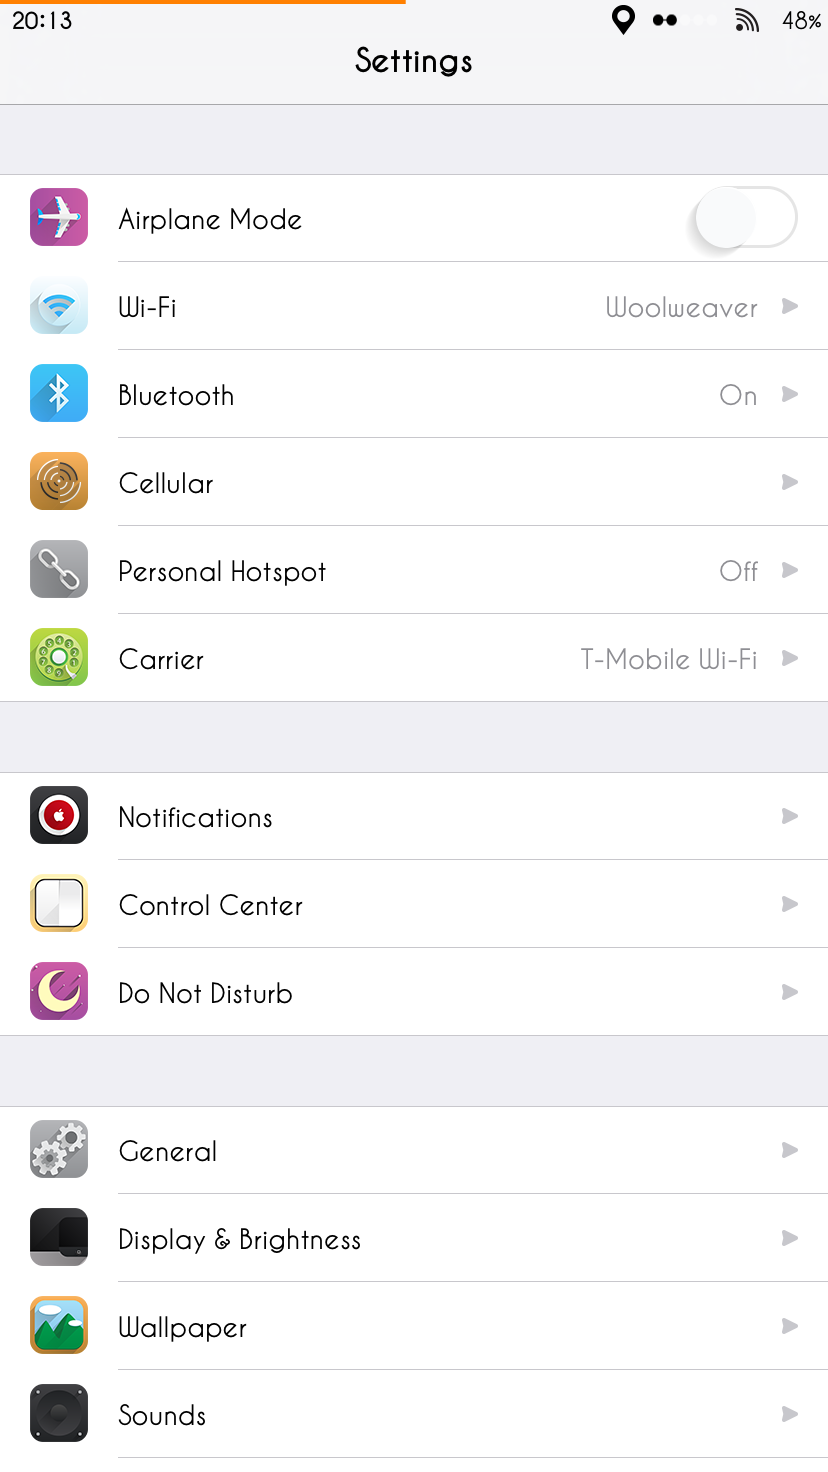 20:13 48%
Settings
Airplane Mode
Wi-Fi Woolweaver
Bluetooth On
Cellular
Personal Hotspot Off
Carrier T-Mobile Wi-Fi
Notifications
Control Center
Do Not Disturb
General
Display & Brightness
Wallpaper
Sounds